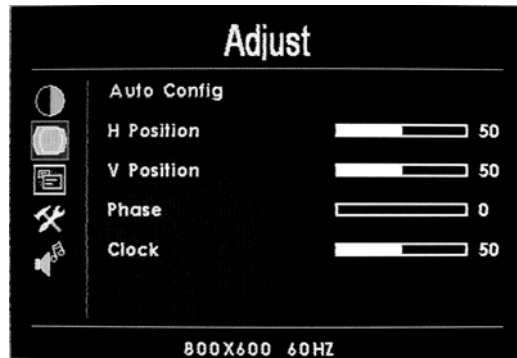 Adjust
Auto Config
H Position 50
V Position 50
Phase 0
Clock 50
800X600 60HZ